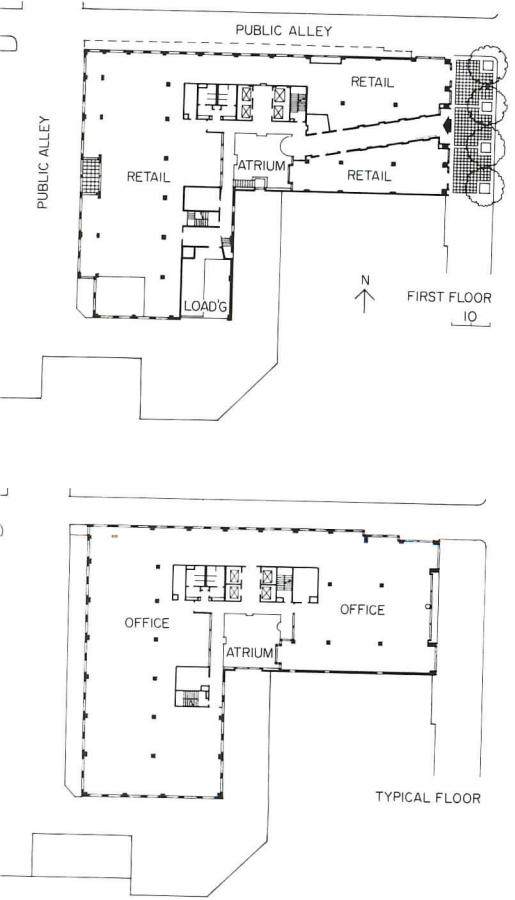 PUBLIC ALLEY
RETAIL
PUBLIC ALLEY
RETAIL
ATRIUM
RETAIL
N
LOAD'G
FIRST FLOOR
10
OFFICE
OFFICE
ATRIUM
TYPICAL FLOOR